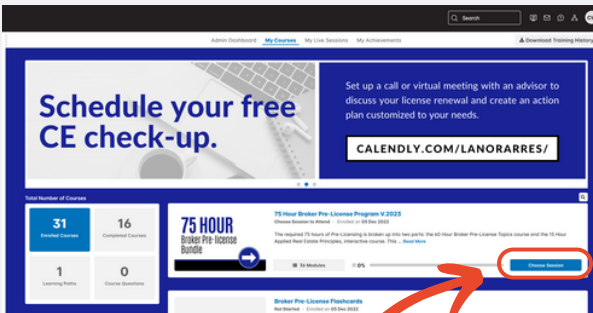 Search
Admin Dashboard My Courses My Live Sessions My Achievements
Download Training History
Schedule your free
CE check-up.
Set up a call or virtual meeting with an advisor to
discuss your license renewal and create an action
plan customized to your needs.
CALENDLY.COM/LANORARRES/
Total Number of Courses
31
Enrolled Courses
16
Completed Courses
1
Learning Paths
0
Course Questions
75 HOUR
Broker Pre-license
Bundle
75 Hour Broker Pre-License Program V.2023
Choose Session to Attend Enrolled on 05 Dec 2022
The required 75 hours of Pre-Licensing is broken up into two parts: the 60 Hour Broker Pre-License Topics course and the 15 Hour
Applied Real Estate Principles, interactive course. This ... Read More
36 Modules
0%
Choose Session
Broker Pre-License Flashcards
Not Started Enrolled on 05 Dec 2022